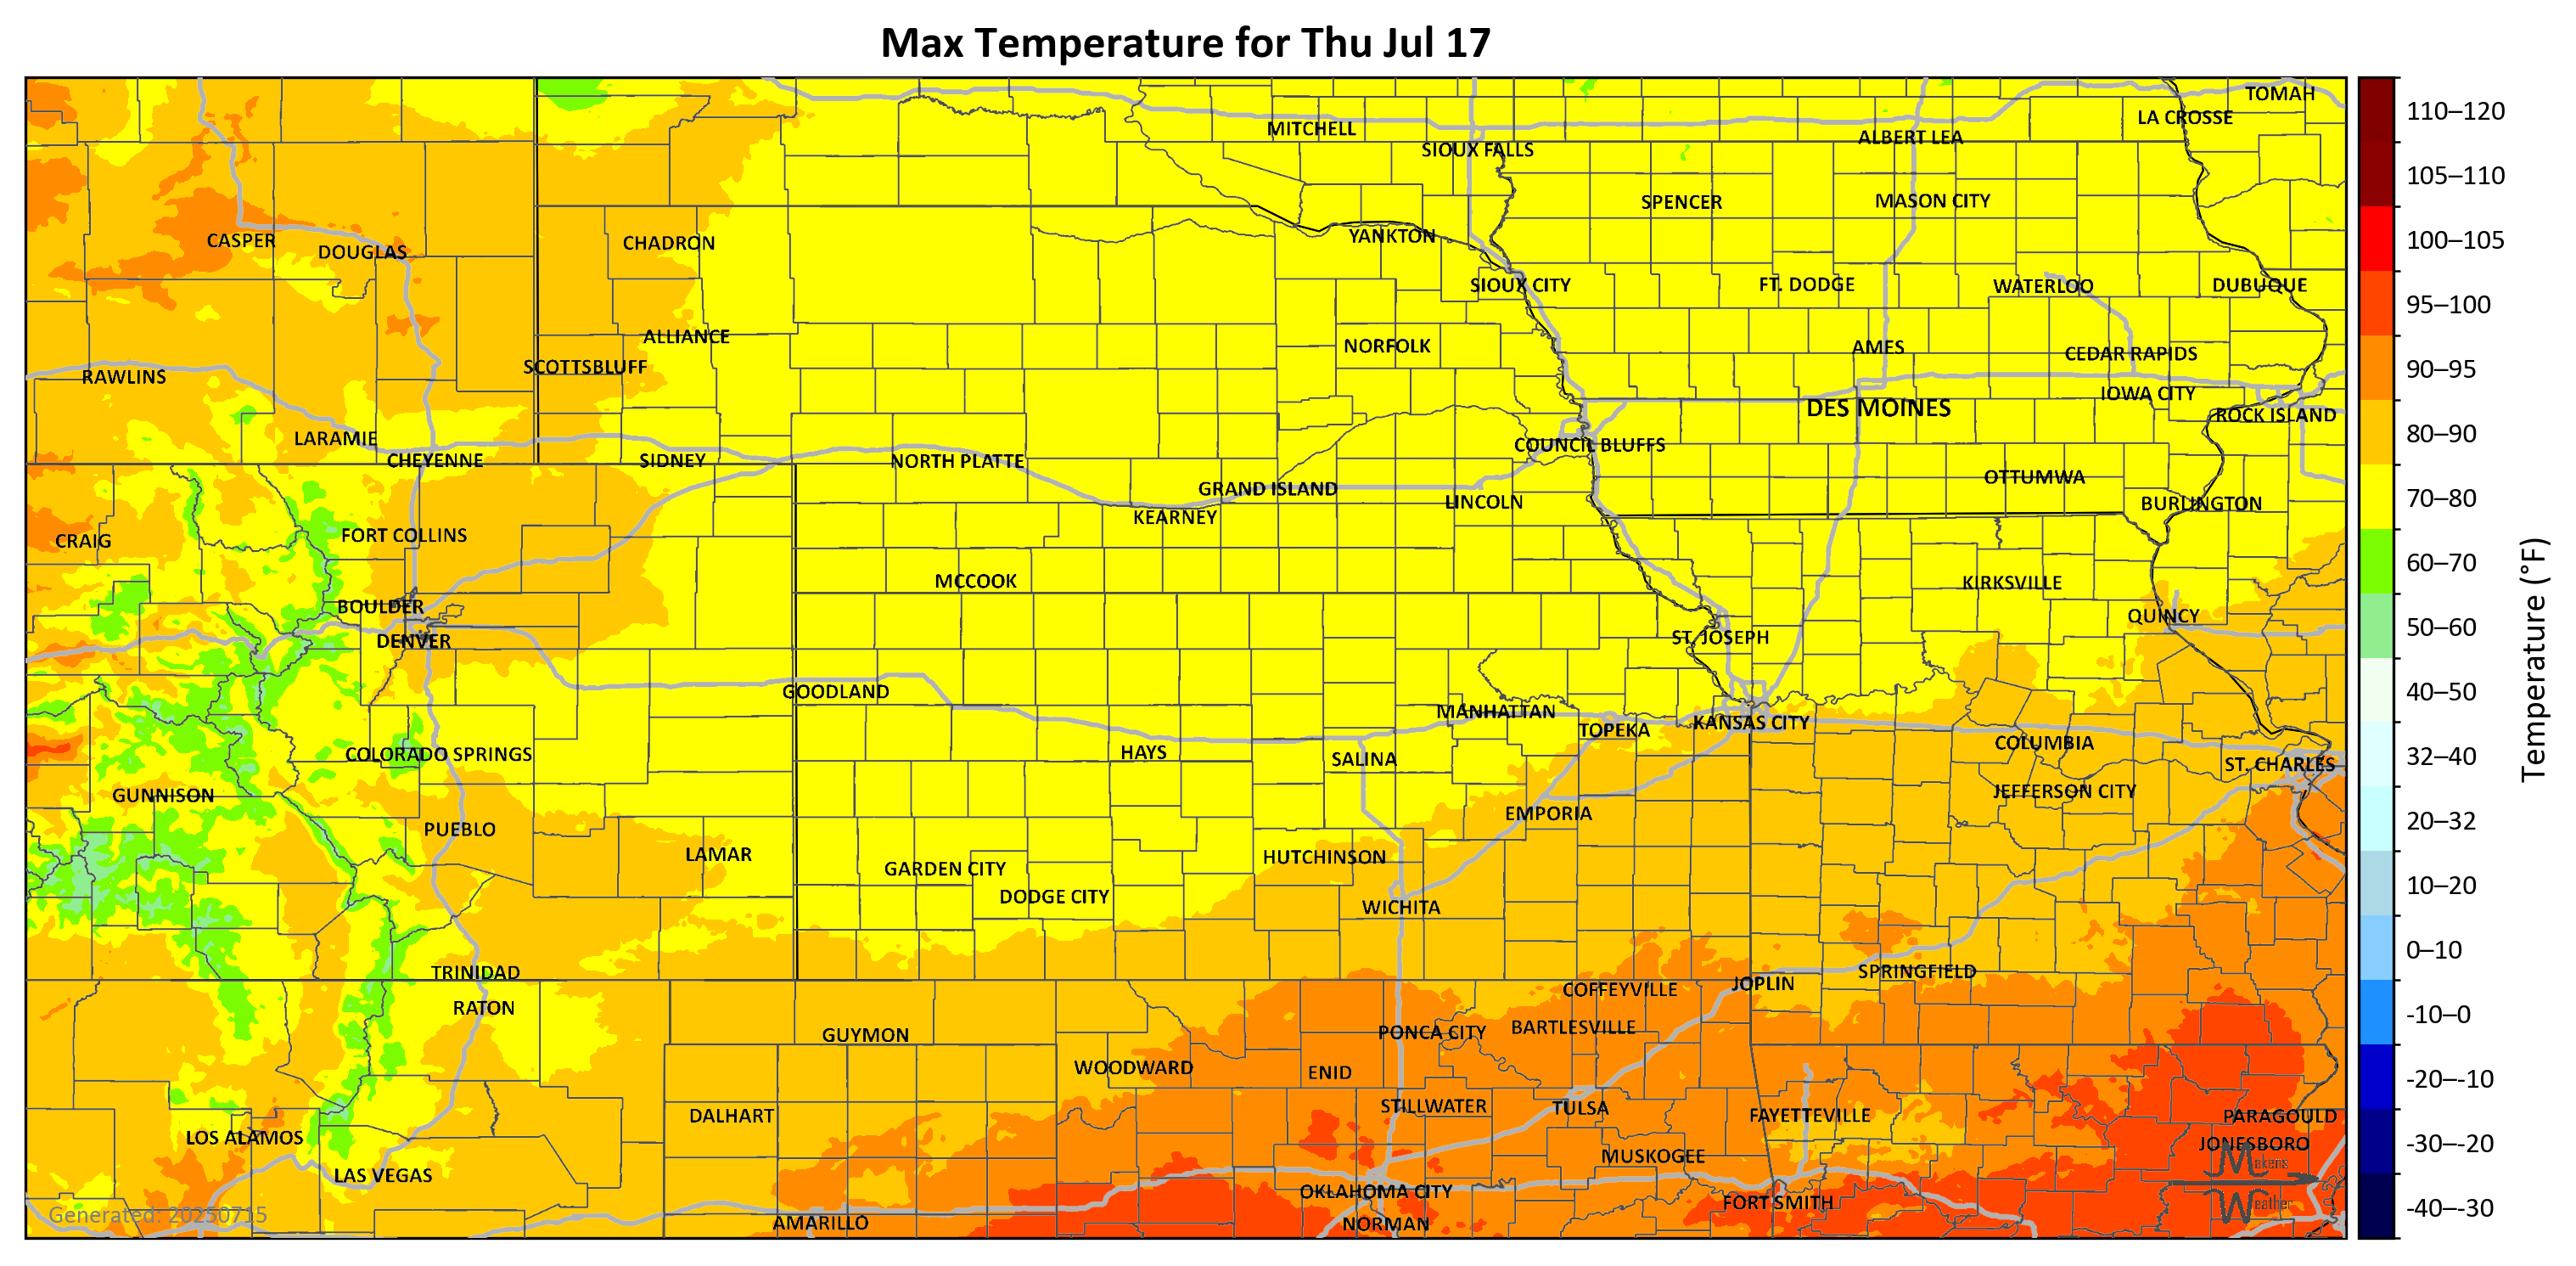 Max Temperature for Thu Jul 17
TOMAH
LA CROSSE
MITCHELL
ALBERT LEA
SIOUX FALLS
SPENCER
MASON CITY
CASPER
DOUGLAS
CHADRON
YANKTON
SIOUX CITY
FT. DODGE
WATERLOO
DUBUQUE
ALLIANCE
NORFOLK
AMES
CEDAR RAPIDS
SCOTTSBLUFF
RAWLINS
IOWA CITY
DES MOINES
ROCK ISLAND
LARAMIE
COUNCIL BLUFFS
CHEYENNE
SIDNEY
NORTH PLATTE
OTTUMWA
GRAND ISLAND
LINCOLN
BURLINGTON
KEARNEY
FORT COLLINS
CRAIG
MCCOOK
KIRKSVILLE
BOULDER
QUINCY
DENVER
ST. JOSEPH
GOODLAND
MANHATTAN
KANSAS CITY
TOPEKA
COLUMBIA
COLORADO SPRINGS
HAYS
SALINA
ST. CHARLES
GUNNISON
JEFFERSON CITY
EMPORIA
PUEBLO
LAMAR
HUTCHINSON
GARDEN CITY
DODGE CITY
WICHITA
TRINIDAD
SPRINGFIELD
JOPLIN
COFFEYVILLE
RATON
GUYMON
PONCA CITY
BARTLESVILLE
WOODWARD
ENID
DALHART
STILLWATER
TULSA
FAYETTEVILLE
PARAGOULD
LOS ALAMOS
JONESBORO
MUSKOGEE
LAS VEGAS
OKLAHOMA CITY
FORT SMITH
AMARILLO
NORMAN
Generated: 20250715
Makens
Weather
110–120
105–110
100–105
95–100
90–95
80–90
70–80
60–70
50–60
40–50
32–40
20–32
10–20
0–10
-10–0
-20–-10
-30–-20
-40–-30
Temperature (°F)